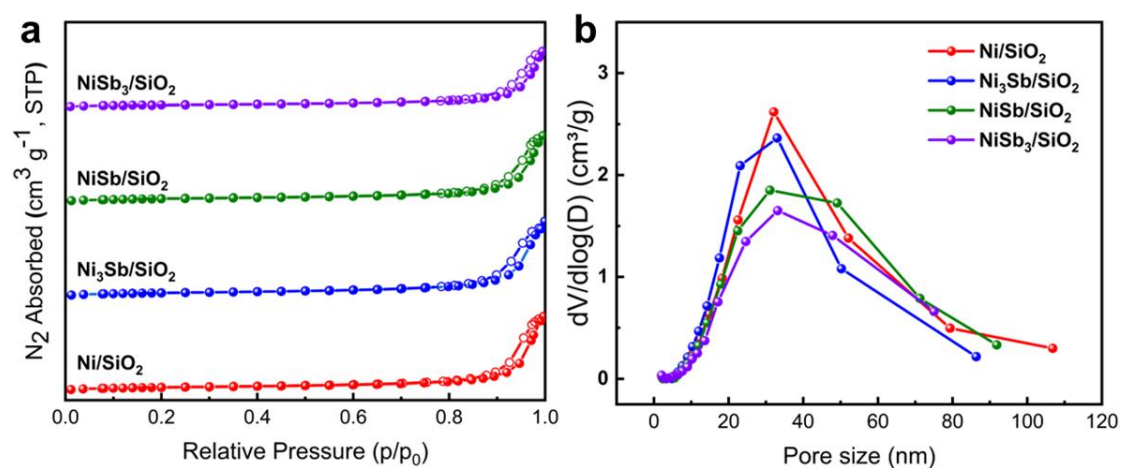 a
N₂ Absorbed (cm³ g⁻¹, STP)
NiSb₃/SiO₂
NiSb/SiO₂
Ni₃Sb/SiO₂
Ni/SiO₂
0.0 0.2 0.4 0.6 0.8 1.0
Relative Pressure (p/p₀)
b
dV/dlog(D) (cm³/g)
3
2
1
0
Ni/SiO₂
Ni₃Sb/SiO₂
NiSb/SiO₂
NiSb₃/SiO₂
0 20 40 60 80 100 120
Pore size (nm)